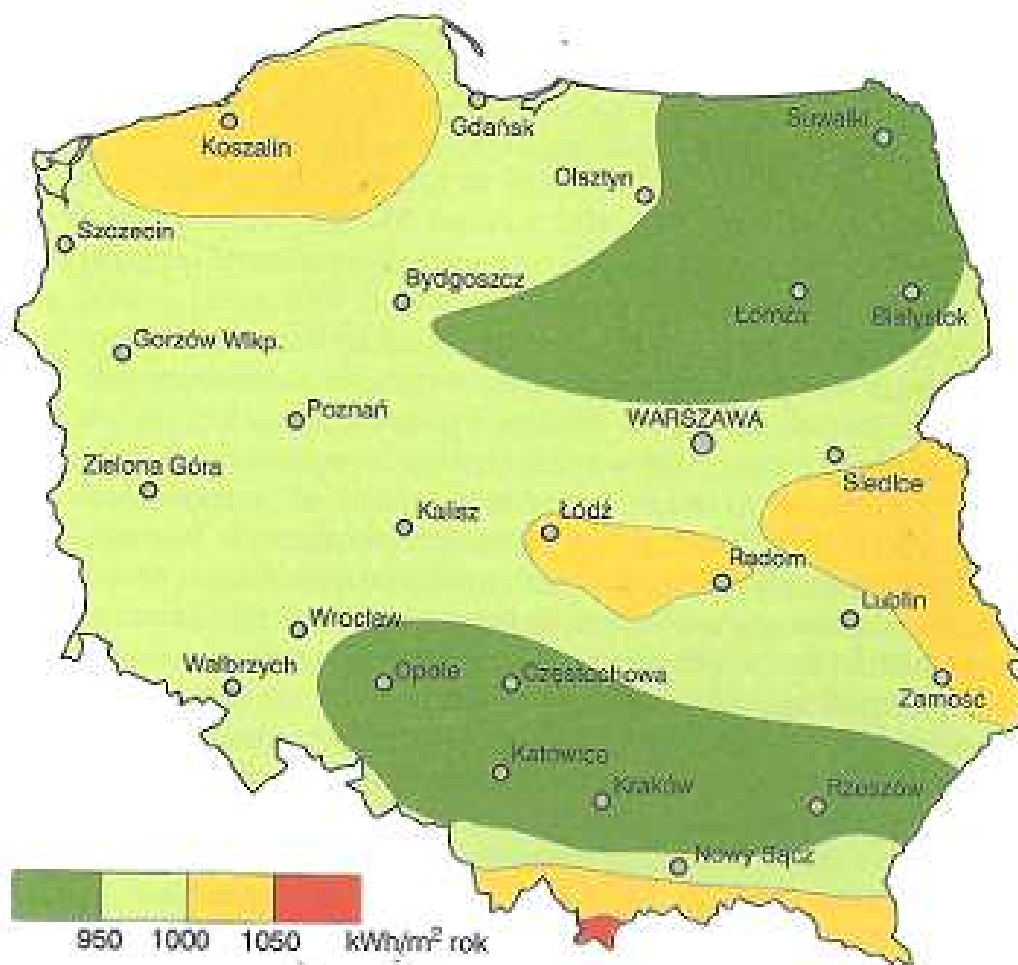 Suwałki
Gdańsk
Koszalin
Olsztyn
Szczecin
Bydgoszcz
Łomża
Białystok
Gorzów Wlkp.
Poznań
WARSZAWA
Zielona Góra
Siedlce
Kalisz
Łódź
Radom
Lublin
Wrocław
Wałbrzych
Opole
Częstochowa
Zamość
Katowice
Kraków
Rzeszów
Nowy Sącz
950 1000 1050 kWh/m² rok